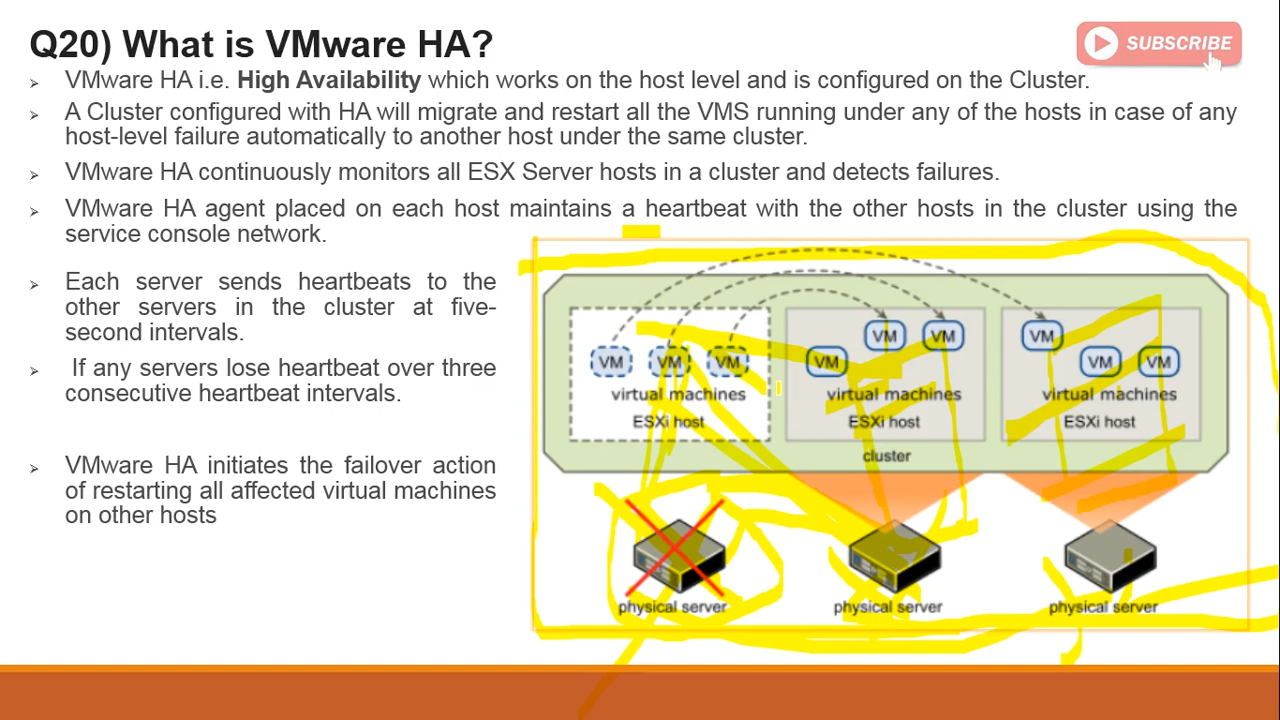 Q20) What is VMware HA?
SUBSCRIBE
➢ VMware HA i.e. High Availability which works on the host level and is configured on the Cluster.
➢ A Cluster configured with HA will migrate and restart all the VMS running under any of the hosts in case of any
host-level failure automatically to another host under the same cluster.
➢ VMware HA continuously monitors all ESX Server hosts in a cluster and detects failures.
➢ VMware HA agent placed on each host maintains a heartbeat with the other hosts in the cluster using the
service console network.
➢ Each server sends heartbeats to the
other servers in the cluster at five-
second intervals.
➢ If any servers lose heartbeat over three
consecutive heartbeat intervals.
➢ VMware HA initiates the failover action
of restarting all affected virtual machines
on other hosts
VM VM VM
virtual machines
ESXi host
VM VM VM
virtual machines
ESXi host
VM VM VM
virtual machines
ESXi host
cluster
physical server
physical server
physical server